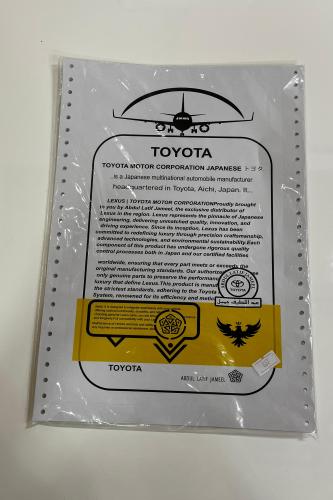 TOYOTA
TOYOTA MOTOR CORPORATION JAPANESE トヨタ
is a Japanese multinational automobile manufacturer
headquartered in Toyota, Aichi, Japan. It...
LEXUS | TOYOTA MOTOR CORPORATIONProudly brought
to you by Abdul Latif Jameel, the exclusive distributor of
Lexus in the region. Lexus represents the pinnacle of Japanese
engineering, delivering unmatched quality, innovation, and
driving experience. Since its inception, Lexus has been
committed to redefining luxury through precision craftsmanship,
advanced technologies, and environmental sustainability.Each
component of this product has undergone rigorous quality
control processes both in Japan and our certified facilities
worldwide, ensuring that every part meets or exceeds the
original manufacturing standards. Our authorized
only genuine parts to preserve the performance
luxury that define Lexus.This product is manu
the strictest standards, adhering to the Toyota
System, renowned for its efficiency and
TOYOTA
عبد اللطيف جميل
TOYOTA
ABDUL LATIF JAMEEL